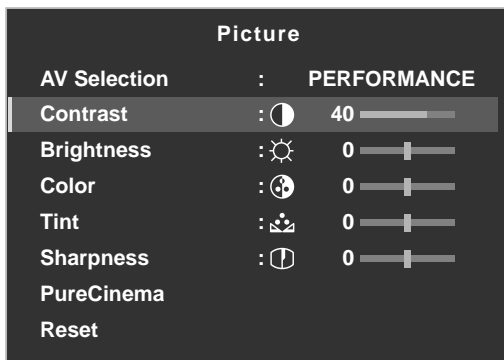 Picture
AV Selection : PERFORMANCE
Contrast : 40
Brightness : 0
Color : 0
Tint : 0
Sharpness : 0
PureCinema
Reset